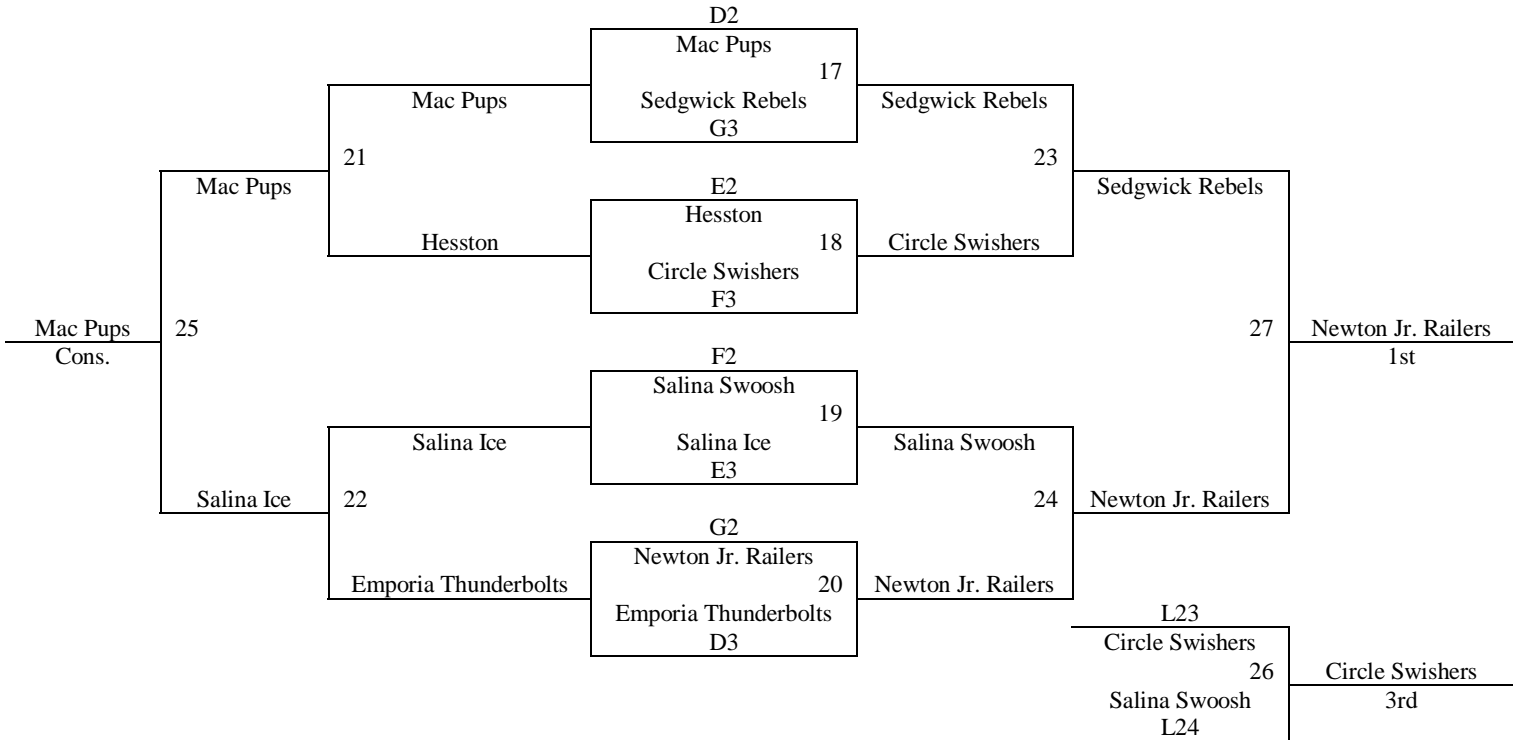 D2
Mac Pups
17
Mac Pups Sedgwick Rebels Sedgwick Rebels
G3
21 23
Mac Pups E2 Sedgwick Rebels
Hesston
Hesston 18 Circle Swishers
Circle Swishers
F3
Mac Pups 25 27 Newton Jr. Railers
Cons. F2 1st
Salina Swoosh
19
Salina Ice Salina Ice Salina Swoosh
E3
Salina Ice 22 24 Newton Jr. Railers
G2
Newton Jr. Railers
Emporia Thunderbolts 20 Newton Jr. Railers
Emporia Thunderbolts L23
D3 Circle Swishers
26 Circle Swishers
Salina Swoosh 3rd
L24